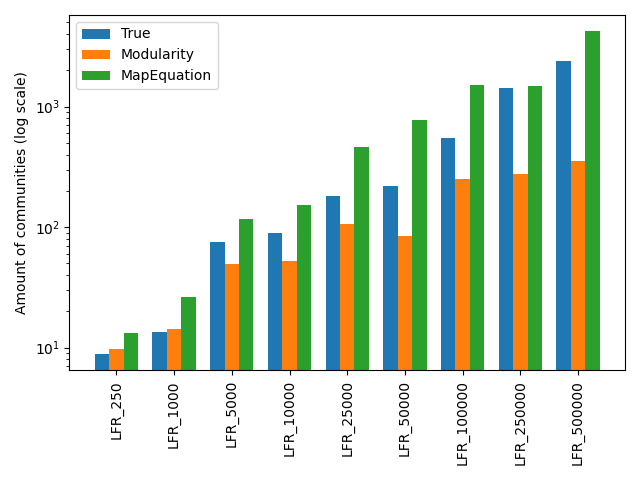 True
Modularity
MapEquation
Amount of communities (log scale)
10³
10²
10¹
LFR_250
LFR_1000
LFR_5000
LFR_10000
LFR_25000
LFR_50000
LFR_100000
LFR_250000
LFR_500000